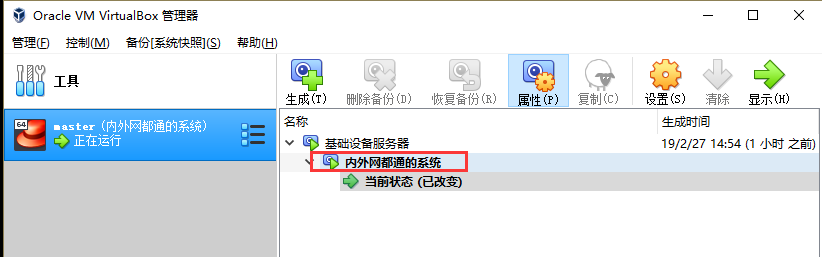 Oracle VM VirtualBox 管理器
管理(F) 控制(M) 备份[系统快照](S) 帮助(H)
工具
生成(T) 删除备份(D) 恢复备份(R) 属性(P) 复制(C) 设置(S) 清除 显示(H)
64 master (内外网都通的系统)
正在运行
名称 生成时间
基础设备服务器 19/2/27 14:54 (1 小时 之前)
内外网都通的系统
当前状态 (已改变)